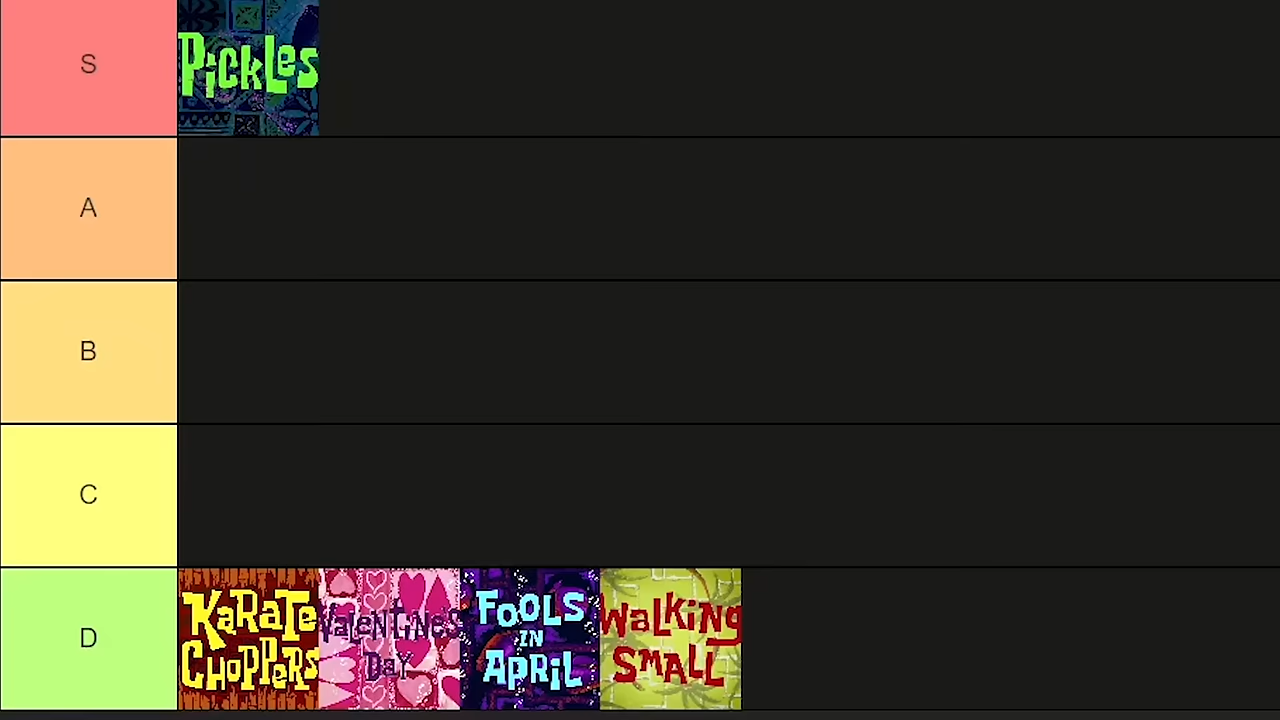 S
Pickles
A
B
C
D
Karate
Choppers
Valentine's
Day
Fools
in
April
Walking
Small